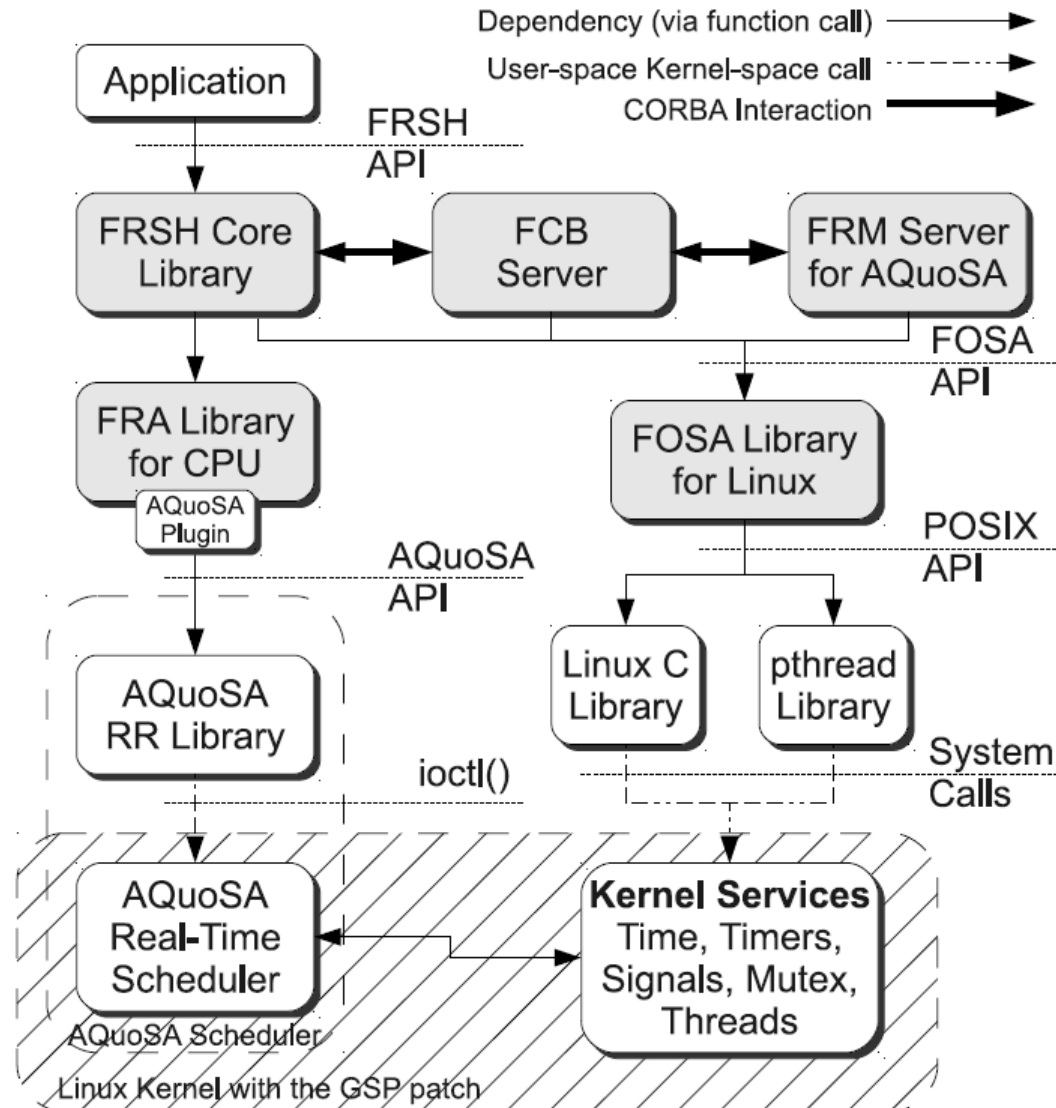 Dependency (via function call)
User-space Kernel-space call
CORBA Interaction
Application
FRSH
API
FRSH Core
Library
FCB
Server
FRM Server
for AQuoSA
FOSA
API
FRA Library
for CPU
AQuoSA
Plugin
FOSA Library
for Linux
AQuoSA
API
POSIX
API
AQuoSA
RR Library
Linux C
Library
pthread
Library
ioctl()
System
Calls
AQuoSA
Real-Time
Scheduler
Kernel Services
Time, Timers,
Signals, Mutex,
Threads
AQuoSA Scheduler
Linux Kernel with the GSP patch